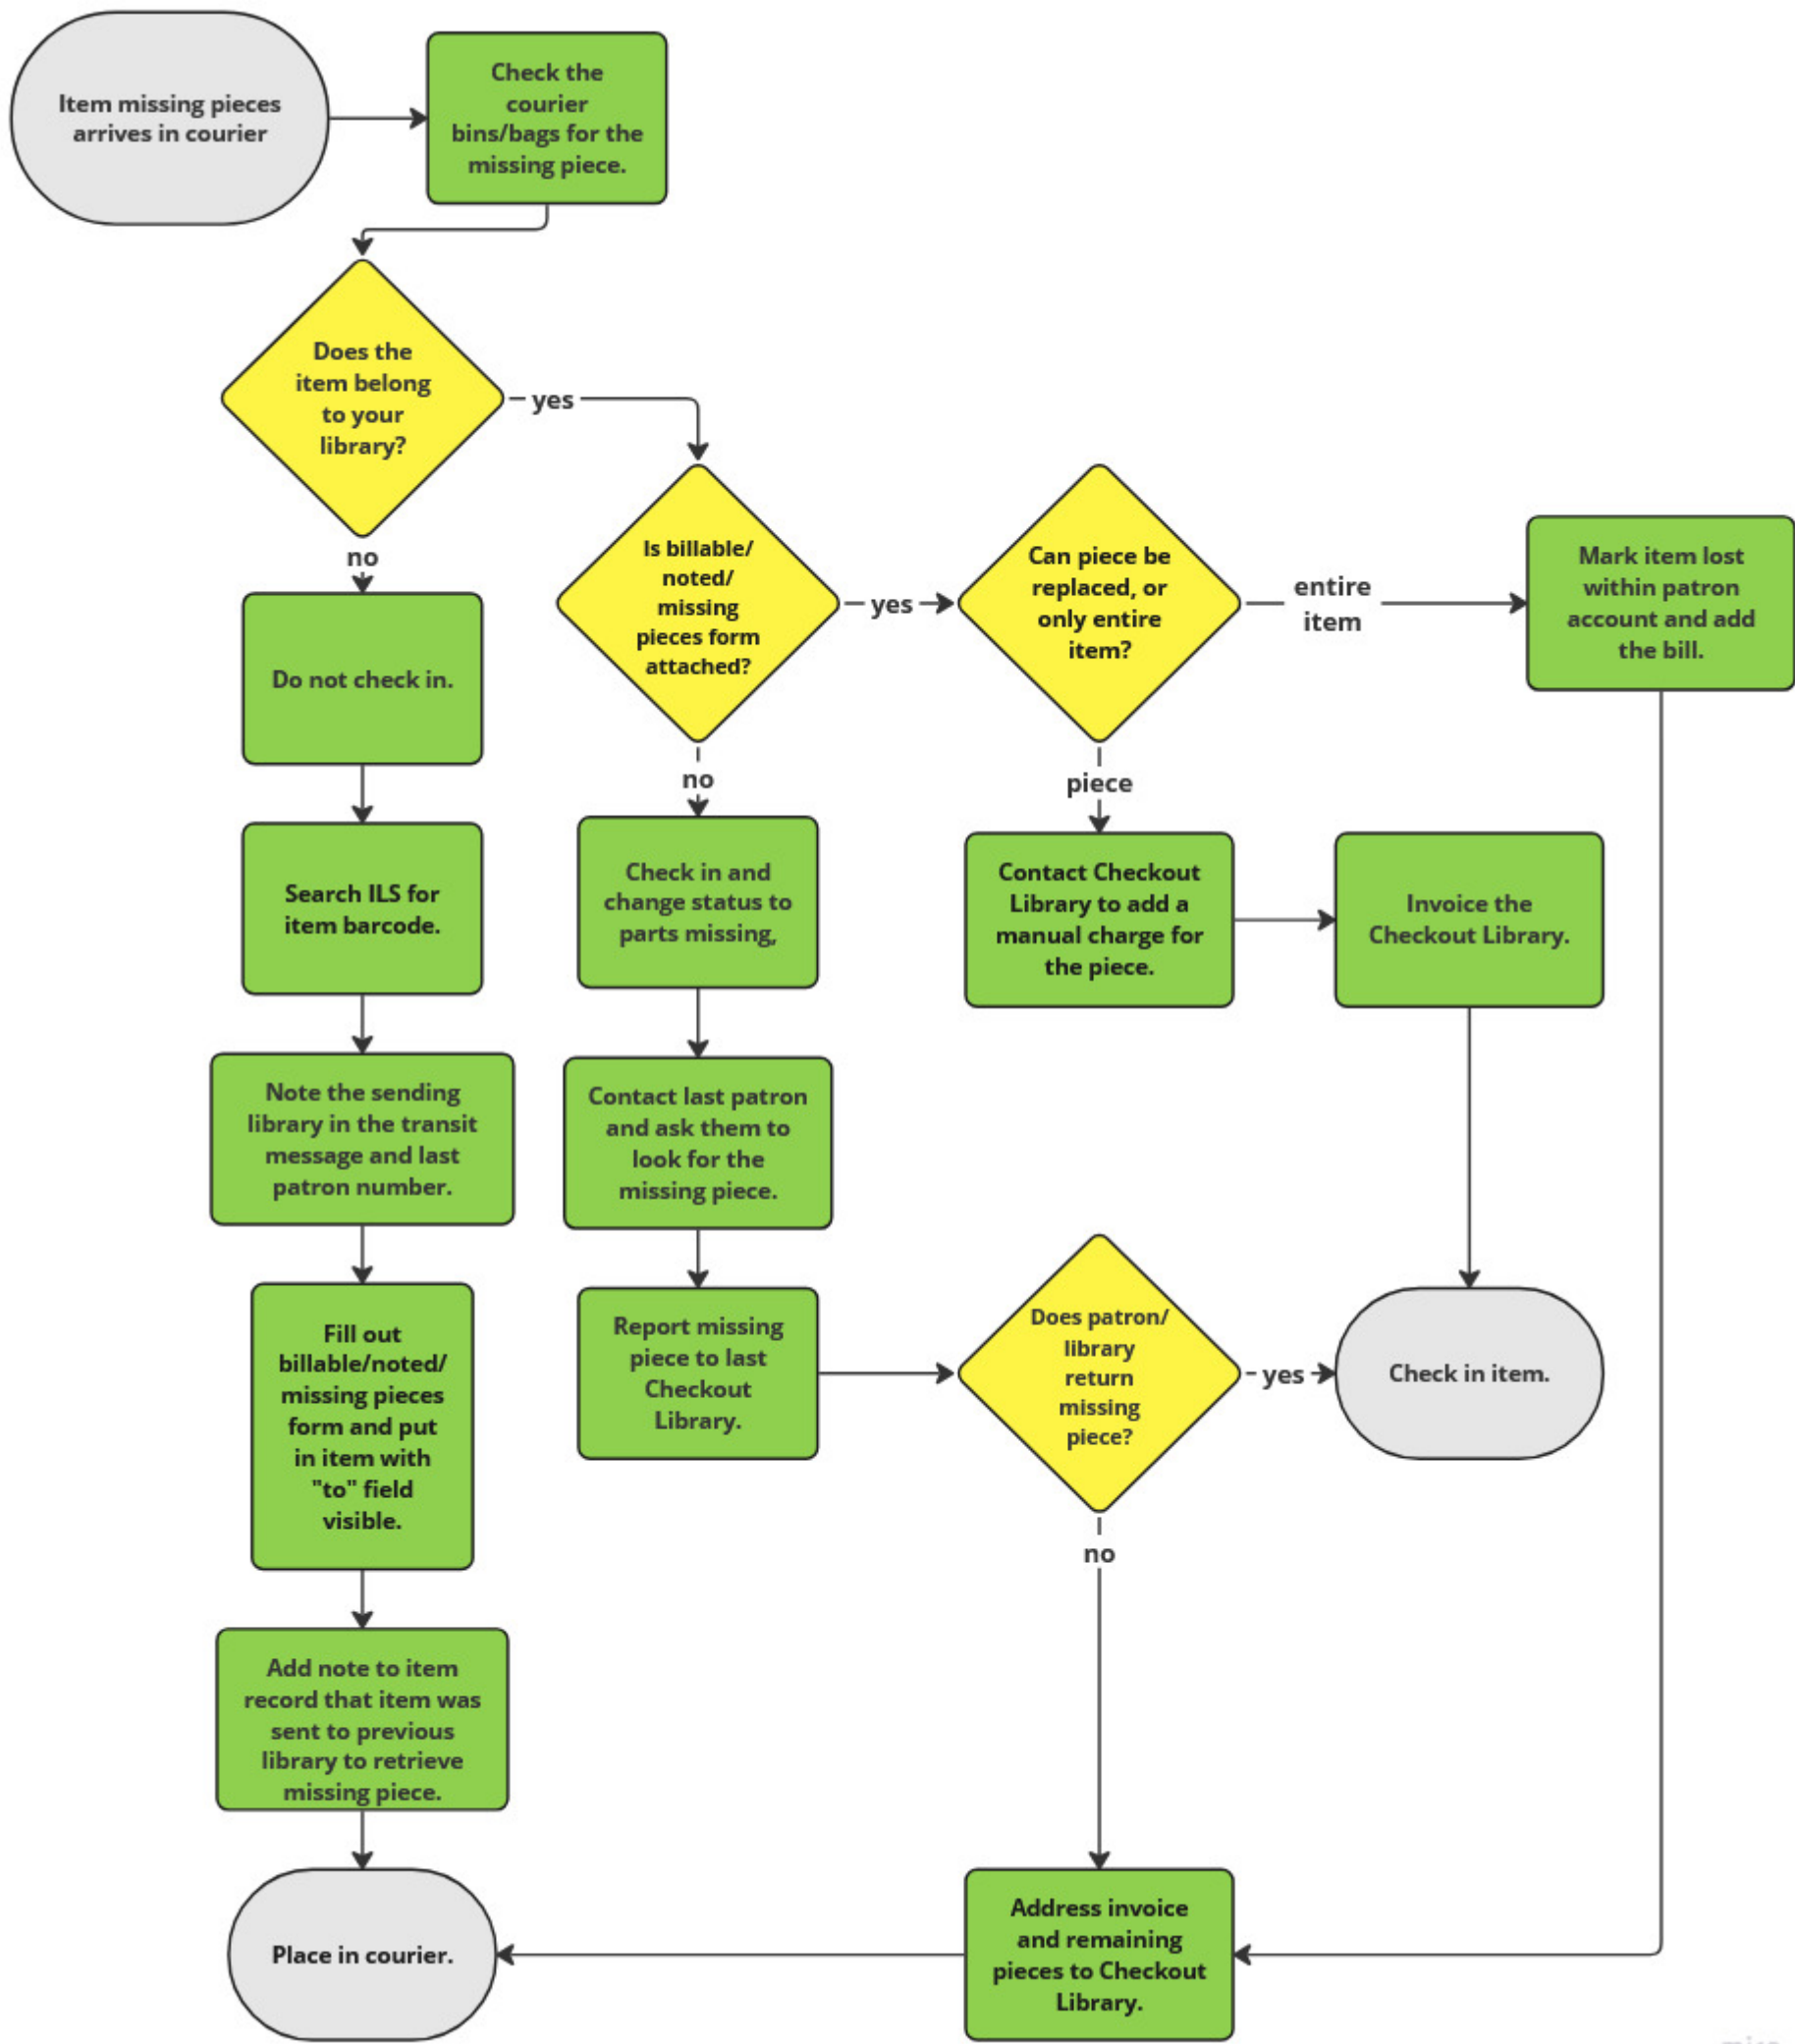 Item missing pieces
arrives in courier
Check the
courier
bins/bags for the
missing piece.
Does the
item belong
to your
library?
yes
no
Is billable/
noted/
missing
pieces form
attached?
yes
no
Can piece be
replaced, or
only entire
item?
entire
item
piece
Mark item lost
within patron
account and add
the bill.
Do not check in.
Search ILS for
item barcode.
Note the sending
library in the transit
message and last
patron number.
Fill out
billable/noted/
missing pieces
form and put
in item with
"to" field
visible.
Add note to item
record that item was
sent to previous
library to retrieve
missing piece.
Place in courier.
Check in and
change status to
parts missing,
Contact last patron
and ask them to
look for the
missing piece.
Report missing
piece to last
Checkout
Library.
Contact Checkout
Library to add a
manual charge for
the piece.
Invoice the
Checkout Library.
Does patron/
library
return
missing
piece?
yes
no
Check in item.
Address invoice
and remaining
pieces to Checkout
Library.